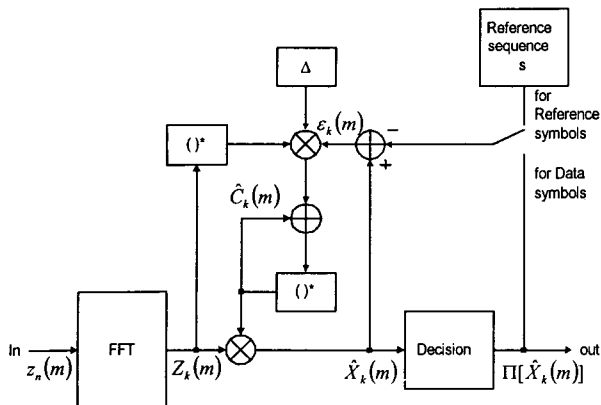 Reference
sequence
s
Δ
for
Reference
symbols
ε_k(m)
−
( )*
+
for Data
symbols
Ĉ_k(m)
( )*
In
FFT
Decision
out
z_n(m)
Z_k(m)
X̂_k(m)
Π[X̂_k(m)]